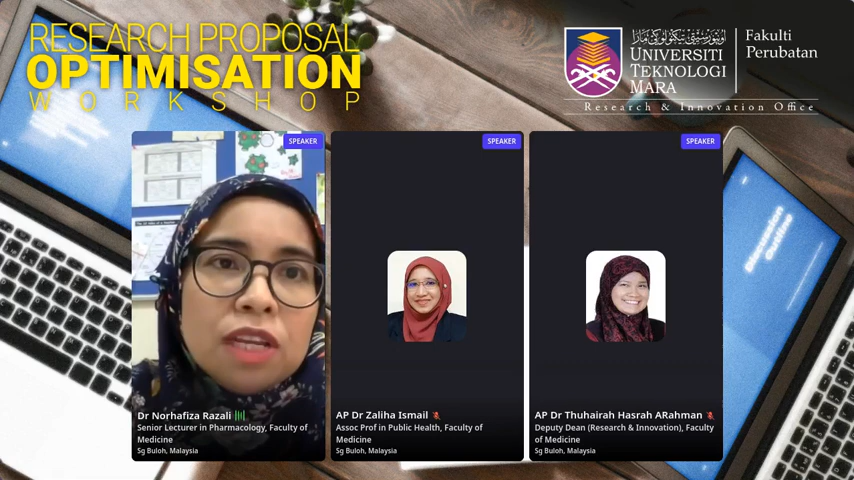 RESEARCH PROPOSAL
OPTIMISATION
WORKSHOP
UNIVERSITI
TEKNOLOGI
MARA
Fakulti
Perubatan
Research & Innovation Office
SPEAKER
Dr Norhafiza Razali
Senior Lecturer in Pharmacology, Faculty of
Medicine
Sg Buloh, Malaysia
SPEAKER
AP Dr Zaliha Ismail
Assoc Prof in Public Health, Faculty of
Medicine
Sg Buloh, Malaysia
SPEAKER
AP Dr Thuhairah Hasrah ARahman
Deputy Dean (Research & Innovation), Faculty
of Medicine
Sg Buloh, Malaysia
Discussion
Outline